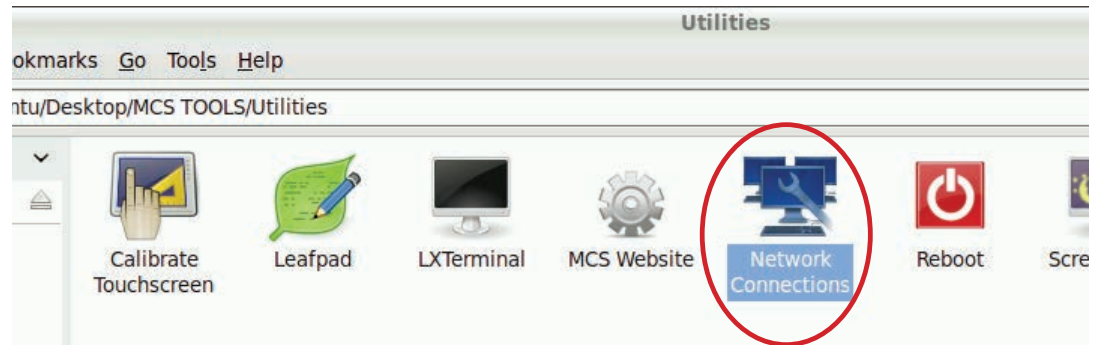 Utilities
okmarks Go Tools Help
ntu/Desktop/MCS TOOLS/Utilities
Calibrate
Touchscreen
Leafpad
LXTerminal
MCS Website
Network
Connections
Reboot
Scre